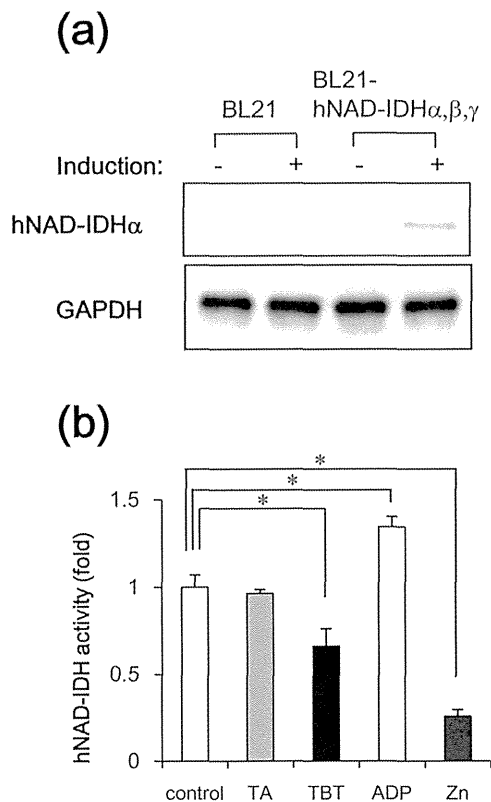 (a)
BL21
BL21-
hNAD-IDHα,β,γ
Induction: - + - +
hNAD-IDHα
GAPDH
(b)
* 
*
*
hNAD-IDH activity (fold)
1.5
1
0.5
0
control TA TBT ADP Zn